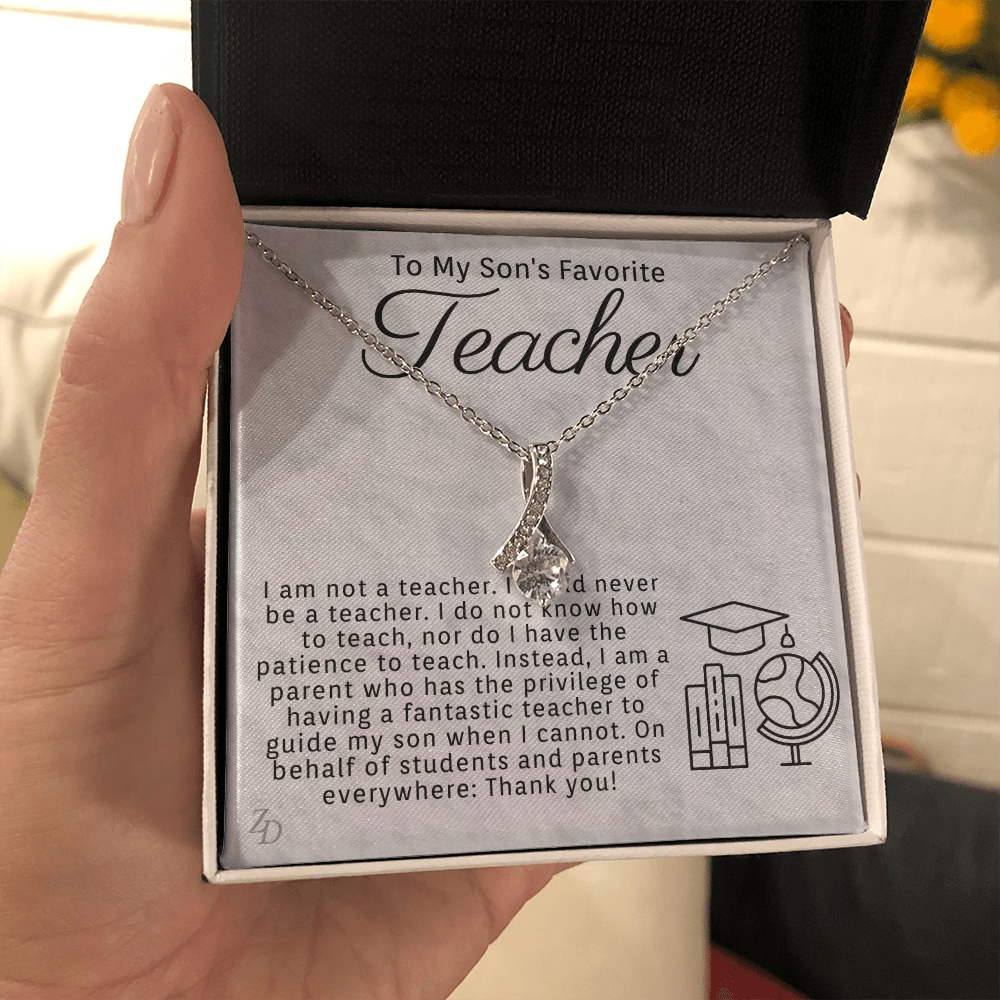 To My Son's Favorite
Teacher
I am not a teacher. I never
be a teacher. I do not know how
to teach, nor do I have the
patience to teach. Instead, I am a
parent who has the privilege of
having a fantastic teacher to
guide my son when I cannot. On
behalf of students and parents
everywhere: Thank you!
ZD